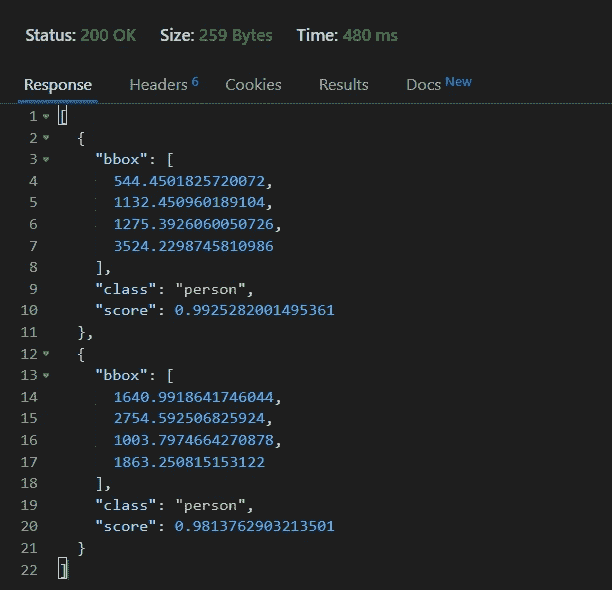 Status: 200 OK Size: 259 Bytes Time: 480 ms
Response Headers 6 Cookies Results Docs New
1 [
2 {
3 "bbox": [
4 544.4501825720072,
5 1132.450960189104,
6 1275.3926060050726,
7 3524.2298745810986
8 ],
9 "class": "person",
10 "score": 0.9925282001495361
11 },
12 {
13 "bbox": [
14 1640.9918641746044,
15 2754.592506825924,
16 1003.7974664270878,
17 1863.250815153122
18 ],
19 "class": "person",
20 "score": 0.9813762903213501
21 }
22 ]